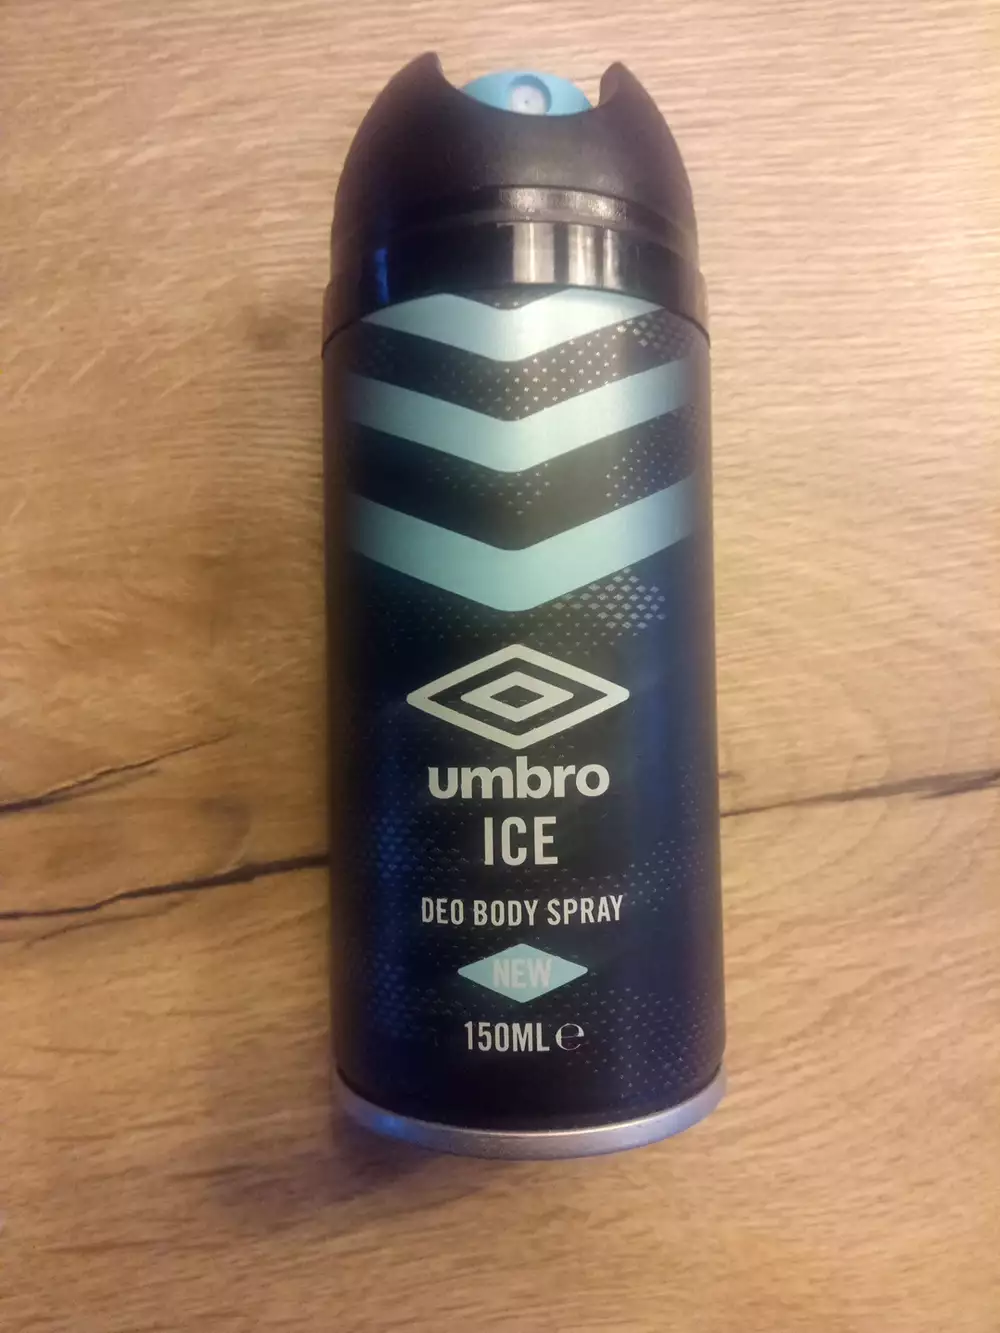 umbro
ICE
DEO BODY SPRAY
NEW
150ML ℮